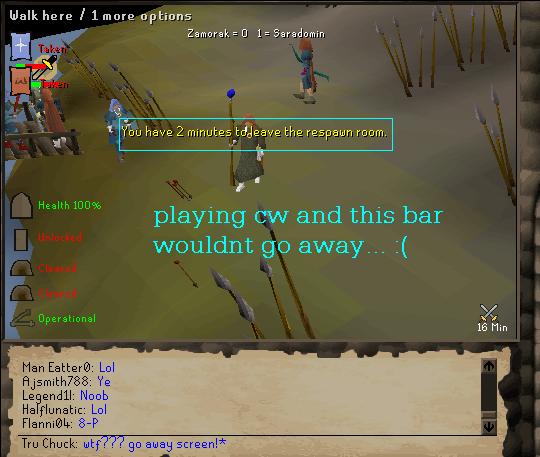 Walk here / 1 more options
Zamorak = 0 1 = Saradomin
Taken
Taken
You have 2 minutes to leave the respawn room.
Health 100%
playing cw and this bar
wouldnt go away... :(
Unlocked
Cleared
Cleared
Operational
16 Min
Man Eatter0: Lol
Ajsmith788: Ye
Legend1l: Noob
Halflunatic: Lol
Flanni04: 8-P
Tru Chuck: wtf??? go away screen!*